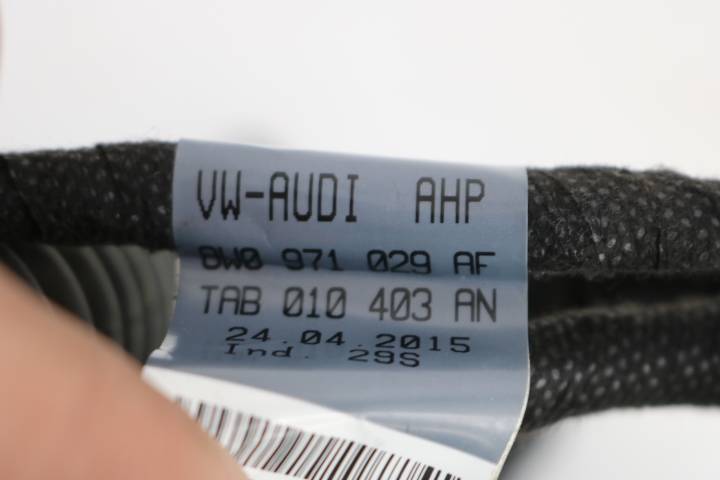 VW-AUDI AHP
8W0 971 029 AF
TAB 010 403 AN
24.04.2015
Ind. 29S